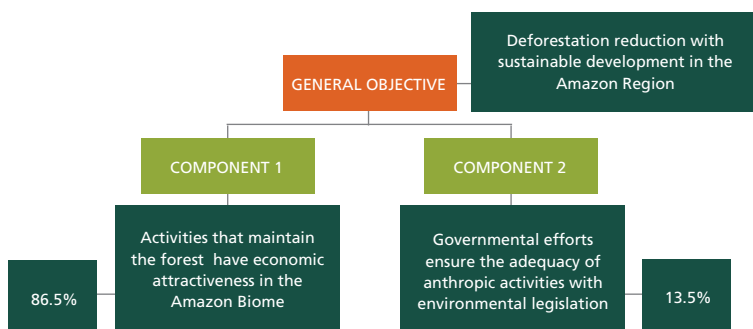 GENERAL OBJECTIVE
Deforestation reduction with
sustainable development in the
Amazon Region
COMPONENT 1
COMPONENT 2
Activities that maintain
the forest have economic
attractiveness in the
Amazon Biome
86.5%
Governmental efforts
ensure the adequacy of
anthropic activities with
environmental legislation
13.5%